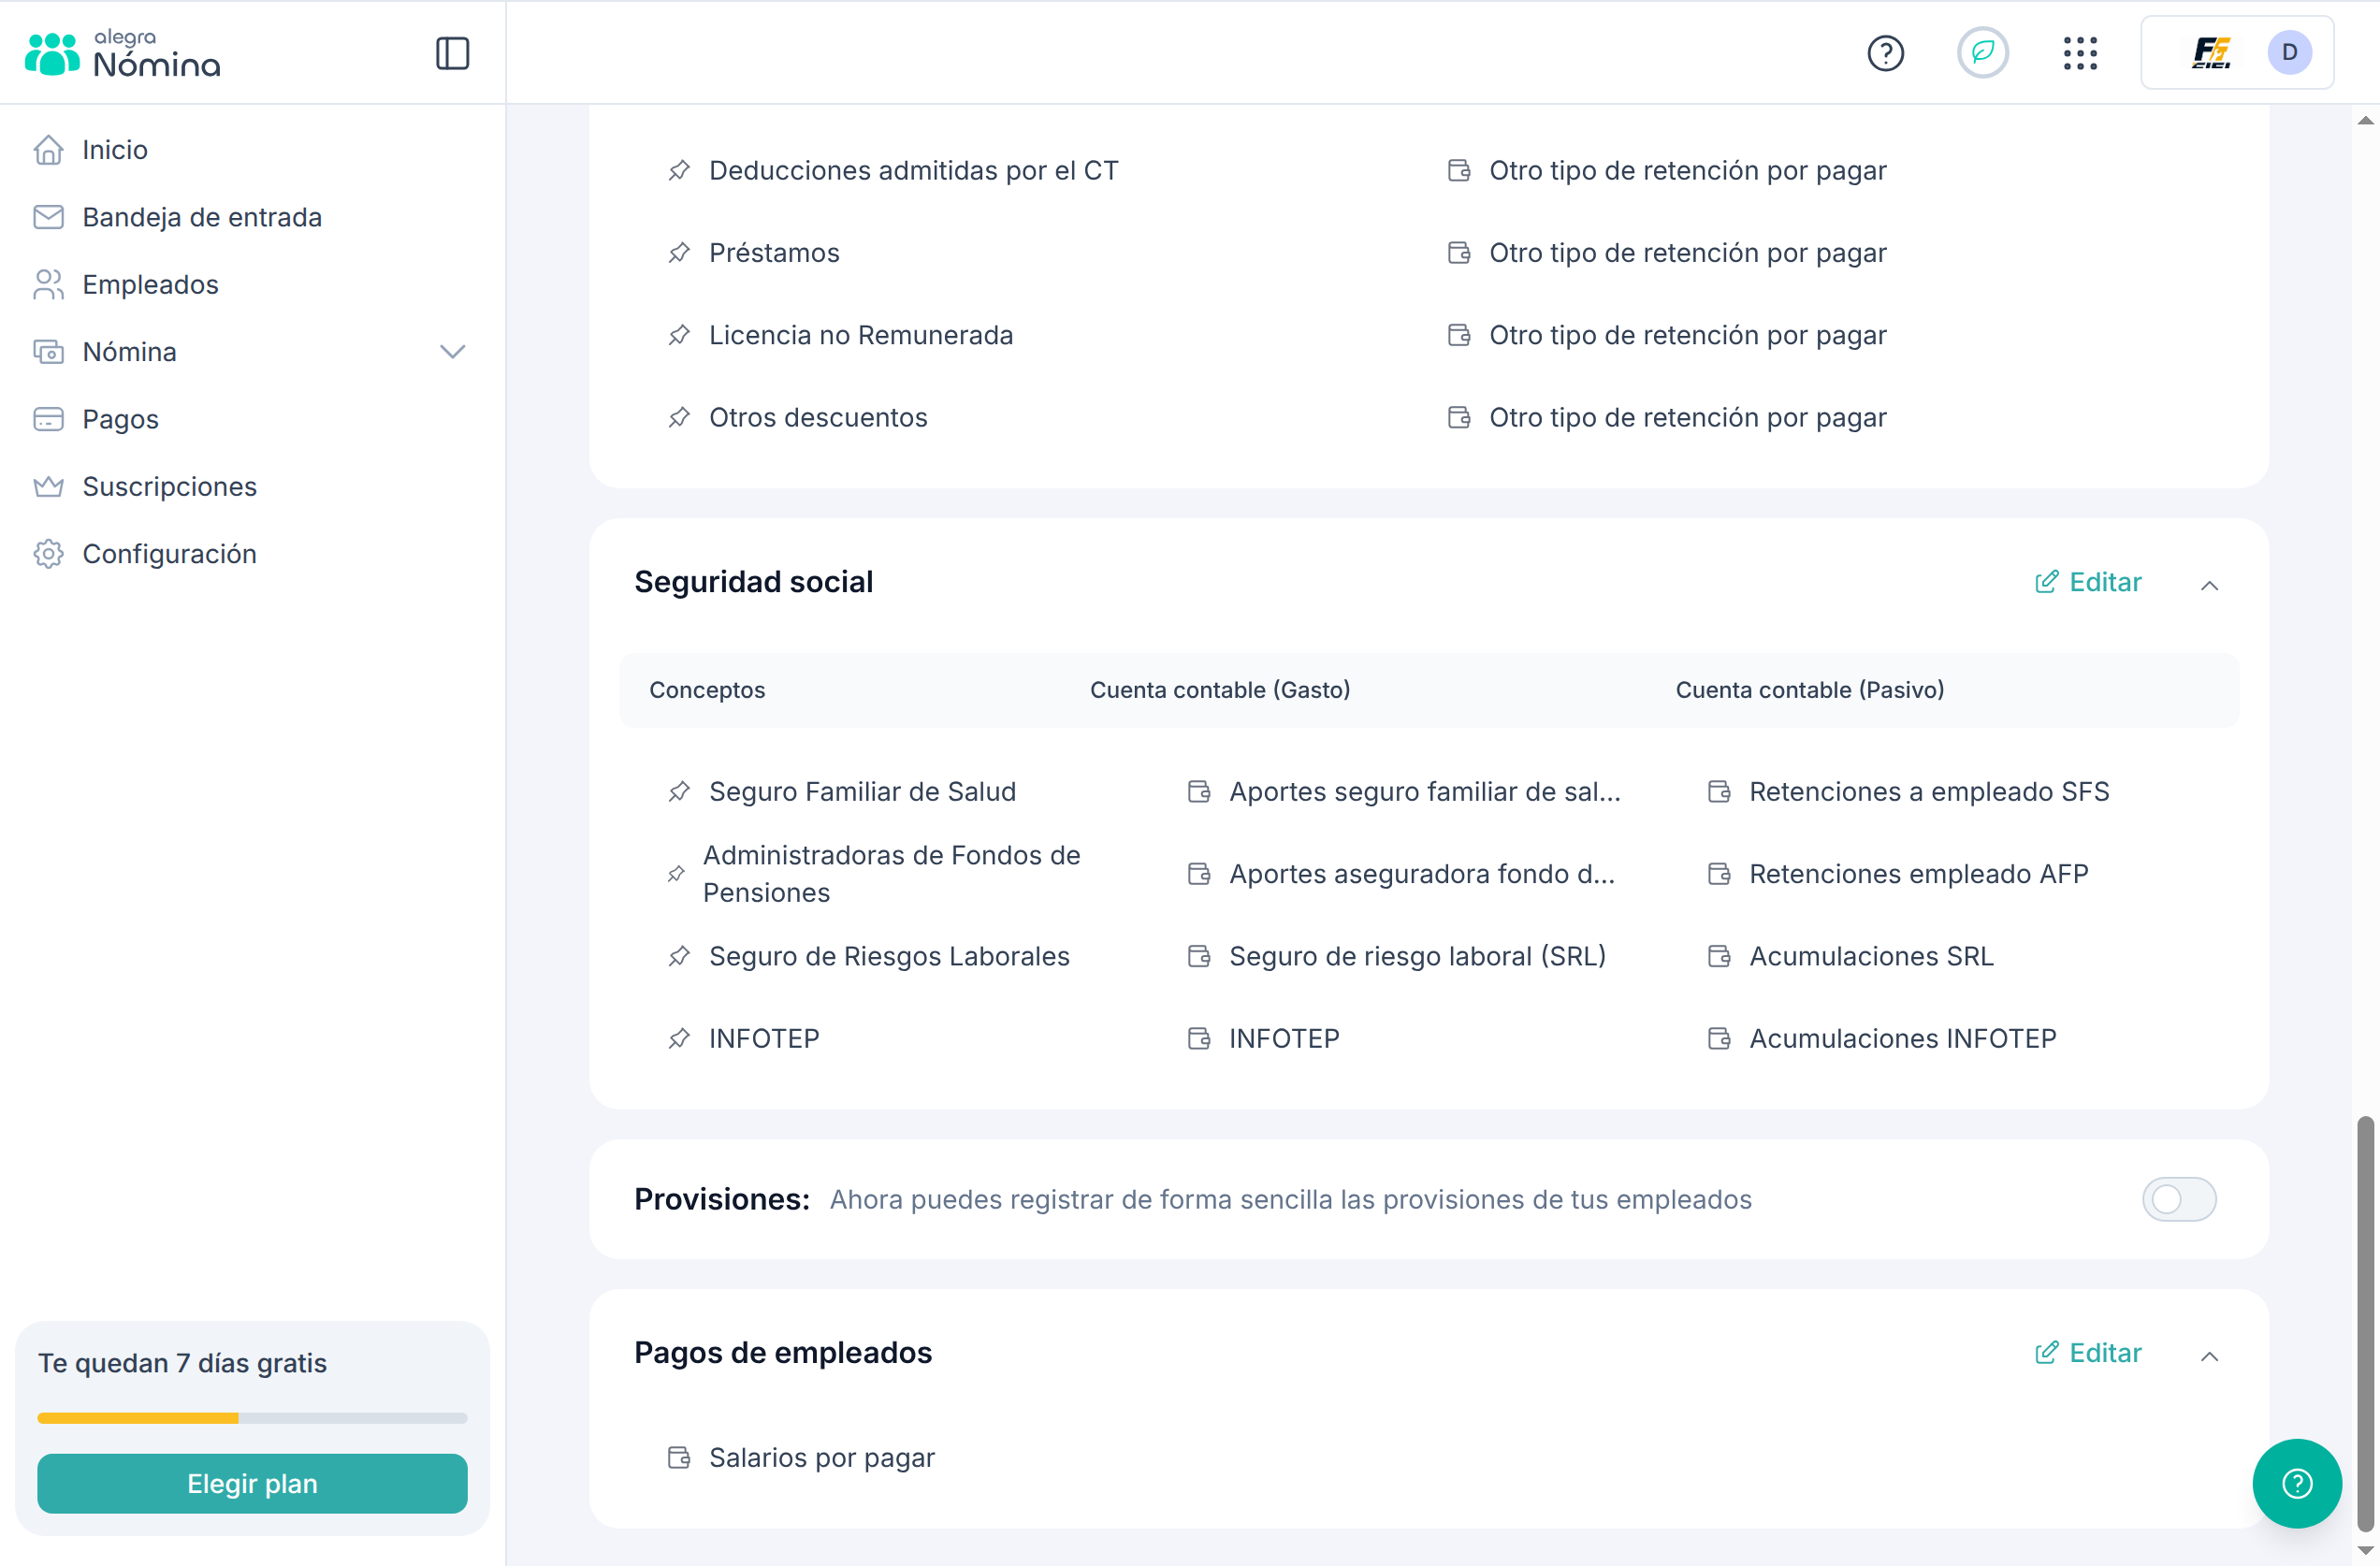 alegra
Nómina
D
Inicio
Bandeja de entrada
Empleados
Nómina
Pagos
Suscripciones
Configuración
Te quedan 7 días gratis
Elegir plan
Deducciones admitidas por el CT
Otro tipo de retención por pagar
Préstamos
Otro tipo de retención por pagar
Licencia no Remunerada
Otro tipo de retención por pagar
Otros descuentos
Otro tipo de retención por pagar
Seguridad social
Editar
Conceptos
Cuenta contable (Gasto)
Cuenta contable (Pasivo)
Seguro Familiar de Salud
Aportes seguro familiar de sal...
Retenciones a empleado SFS
Administradoras de Fondos de
Pensiones
Aportes aseguradora fondo d...
Retenciones empleado AFP
Seguro de Riesgos Laborales
Seguro de riesgo laboral (SRL)
Acumulaciones SRL
INFOTEP
INFOTEP
Acumulaciones INFOTEP
Provisiones: Ahora puedes registrar de forma sencilla las provisiones de tus empleados
Pagos de empleados
Editar
Salarios por pagar